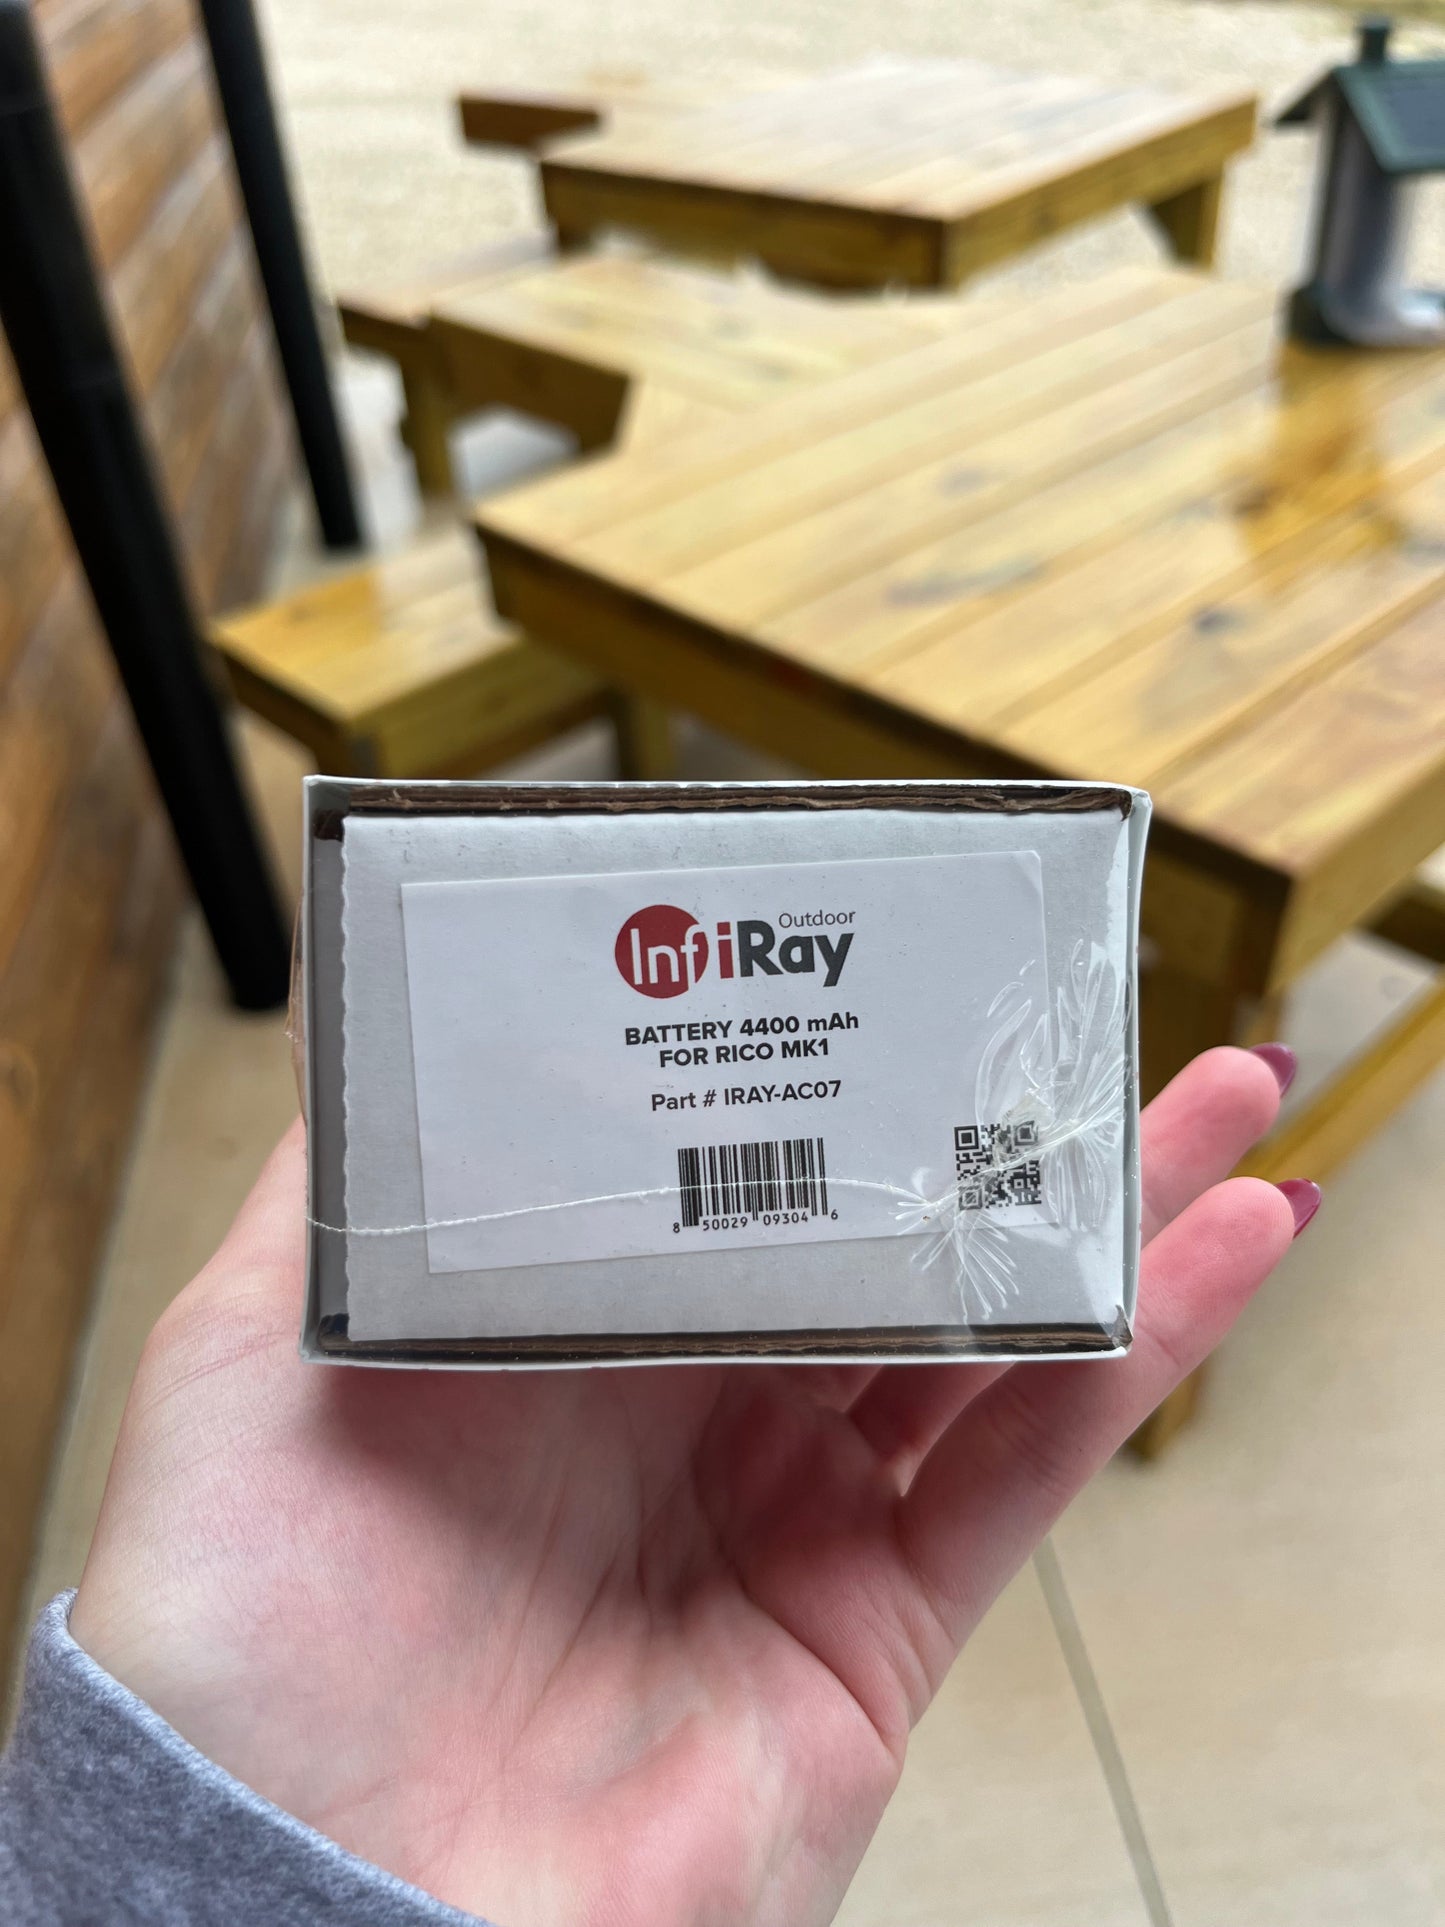 Outdoor
InfiRay
BATTERY 4400 mAh
FOR RICO MK1
Part # IRAY-AC07
8 50029 09304 6